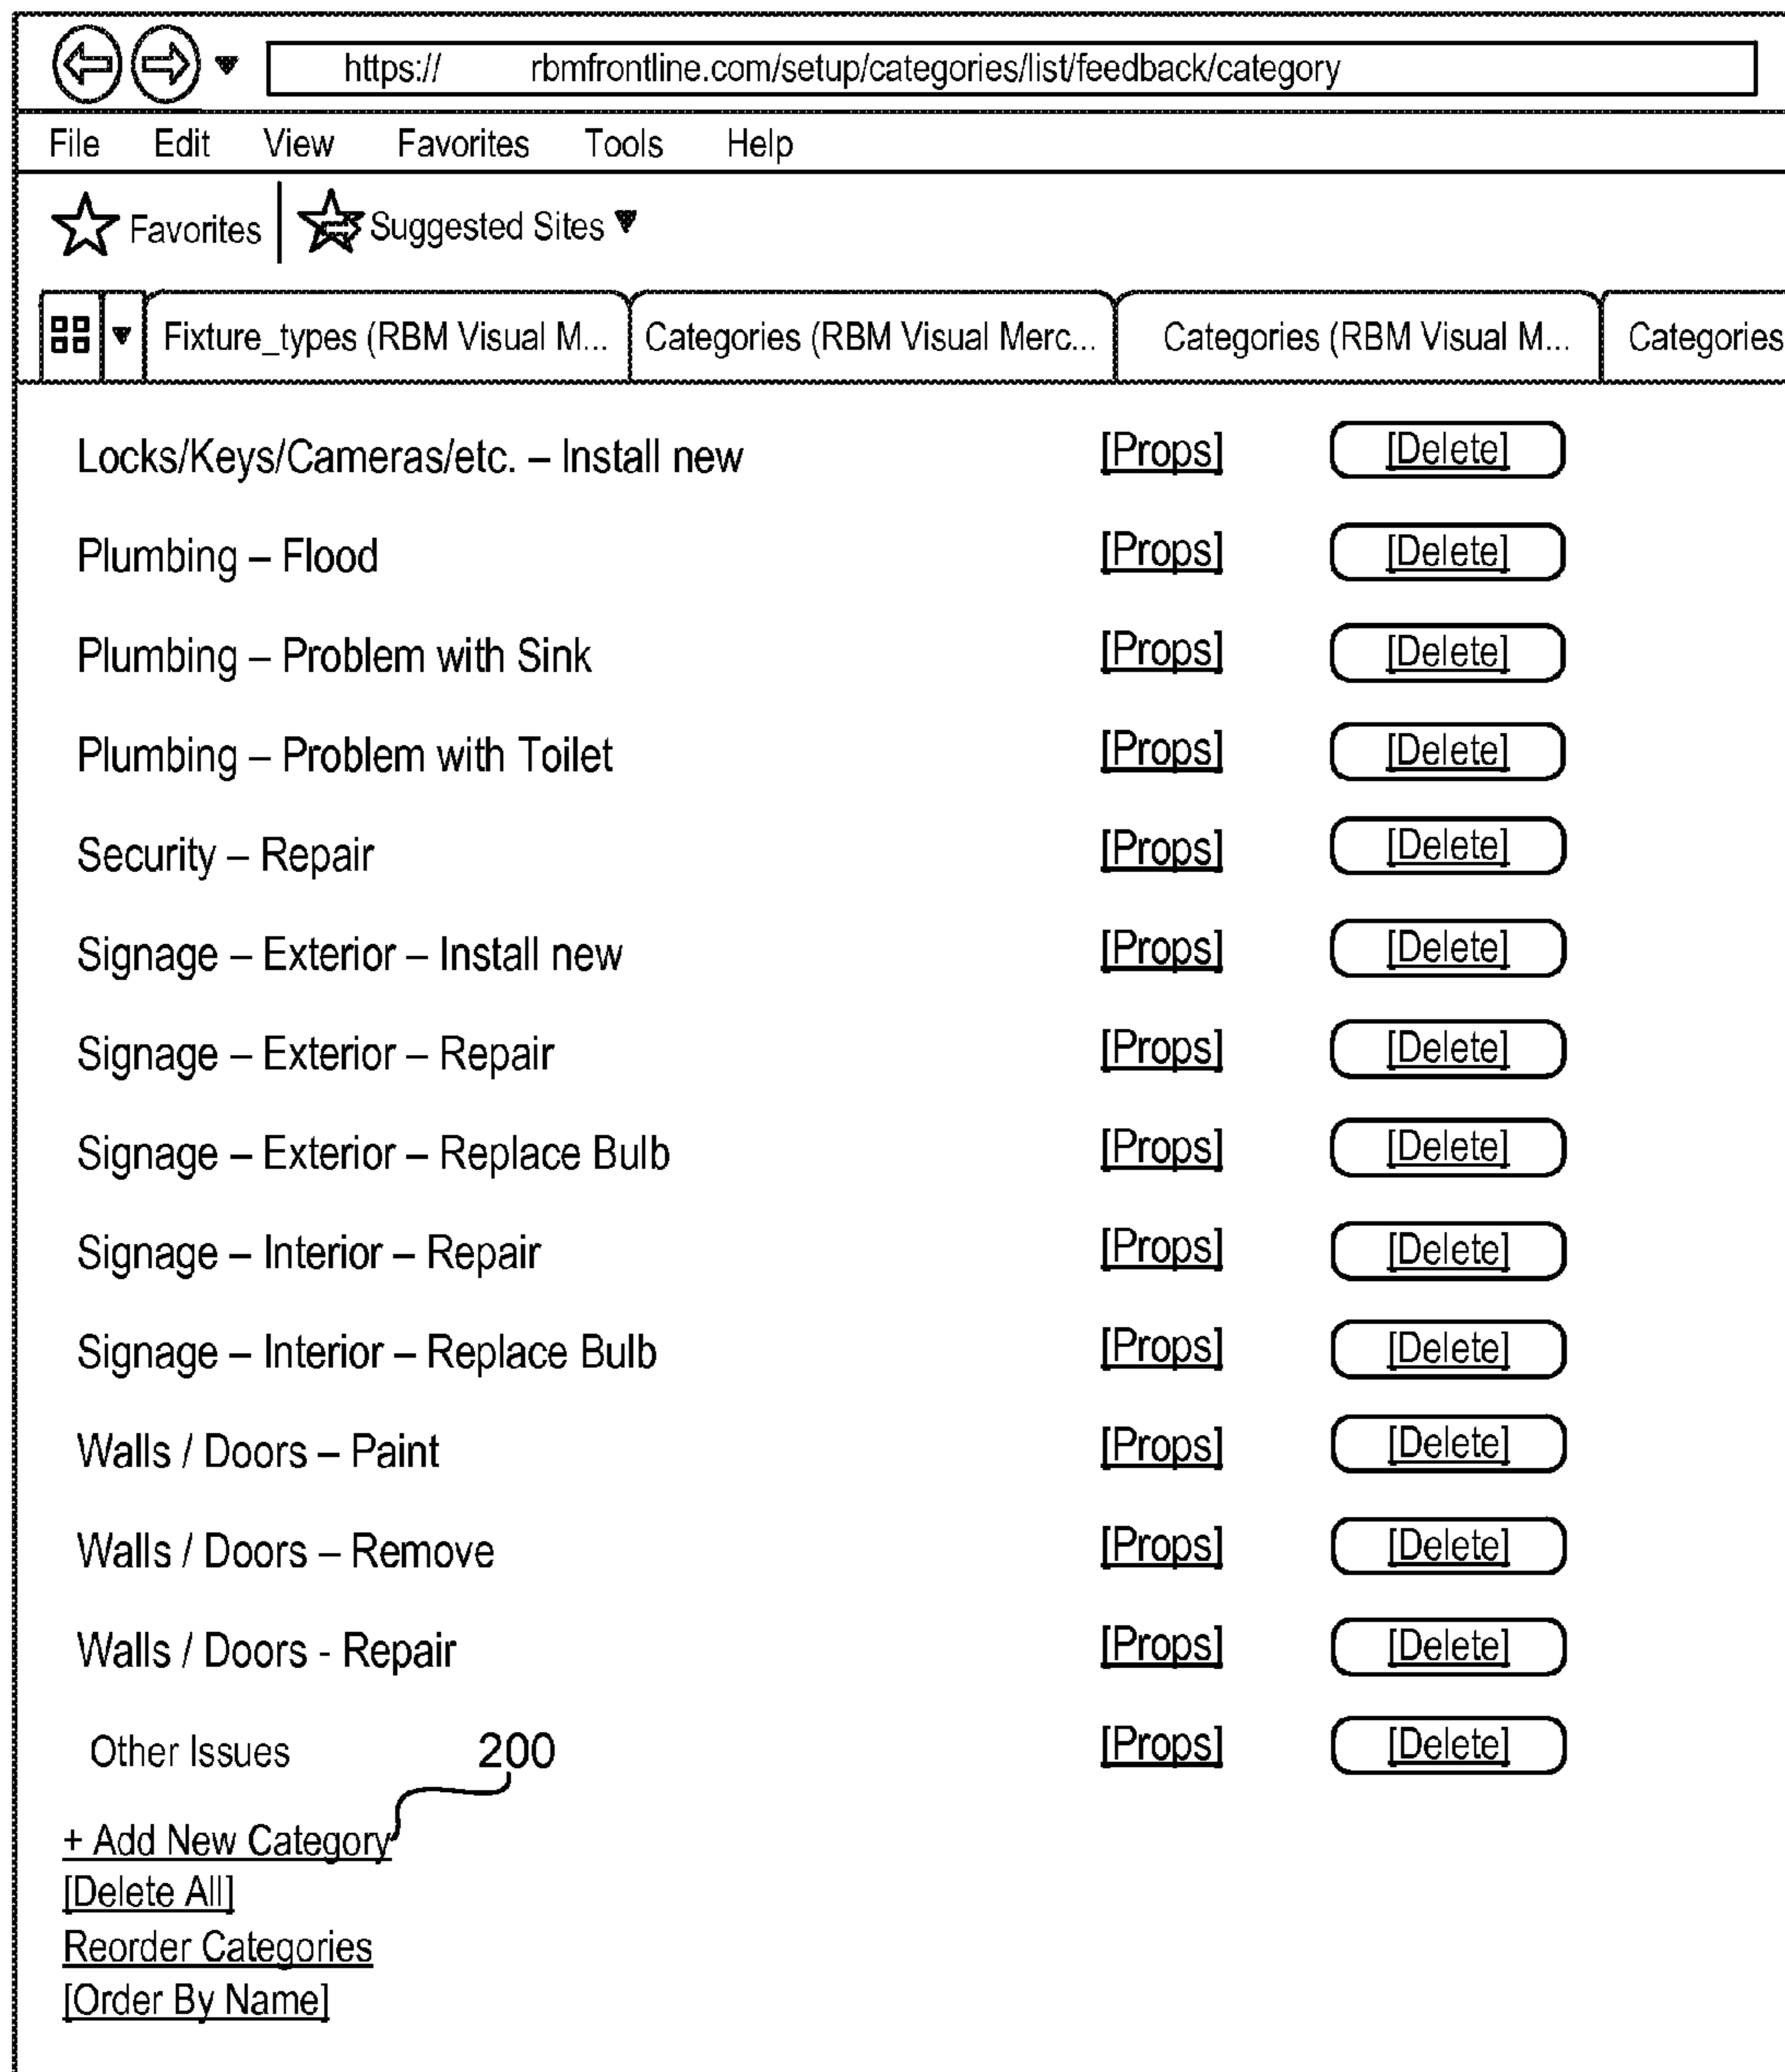 https:// rbmfrontline.com/setup/categories/list/feedback/category
File Edit View Favorites Tools Help
Favorites Suggested Sites
Fixture_types (RBM Visual M... Categories (RBM Visual Merc... Categories (RBM Visual M... Categories
Locks/Keys/Cameras/etc. – Install new [Props] [Delete]
Plumbing – Flood [Props] [Delete]
Plumbing – Problem with Sink [Props] [Delete]
Plumbing – Problem with Toilet [Props] [Delete]
Security – Repair [Props] [Delete]
Signage – Exterior – Install new [Props] [Delete]
Signage – Exterior – Repair [Props] [Delete]
Signage – Exterior – Replace Bulb [Props] [Delete]
Signage – Interior – Repair [Props] [Delete]
Signage – Interior – Replace Bulb [Props] [Delete]
Walls / Doors – Paint [Props] [Delete]
Walls / Doors – Remove [Props] [Delete]
Walls / Doors - Repair [Props] [Delete]
Other Issues 200 [Props] [Delete]
+ Add New Category
[Delete All]
Reorder Categories
[Order By Name]